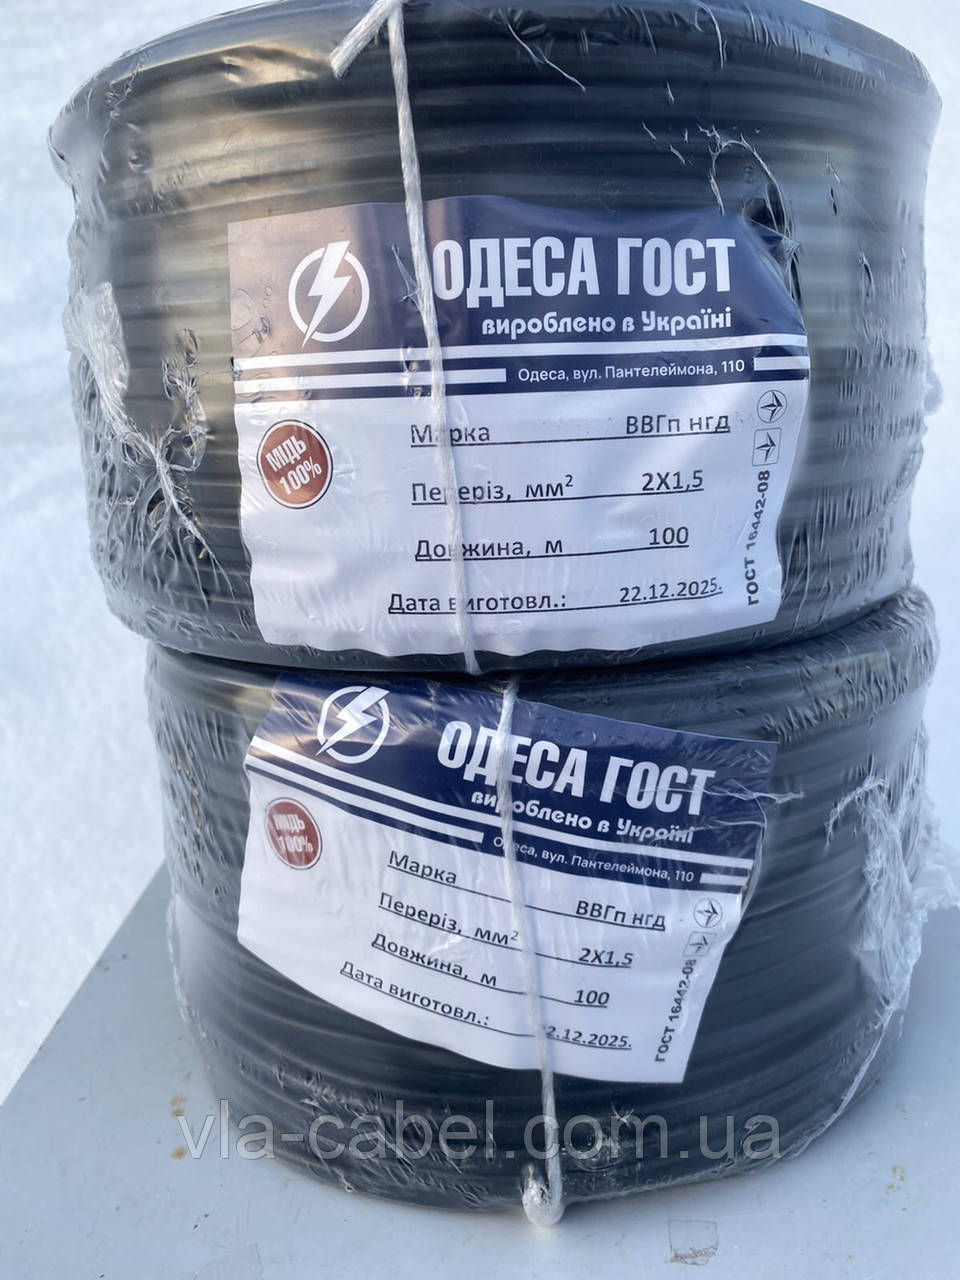 ОДЕСА ГОСТ
вироблено в Україні
Одеса, вул. Пантелеймона, 110
МІДЬ
100%
Марка ВВГп нгд
Переріз, мм² 2Х1,5
Довжина, м 100
Дата виготовл.: 22.12.2025.
ГОСТ 16442-08
ОДЕСА ГОСТ
вироблено в Україні
Одеса, вул. Пантелеймона, 110
МІДЬ
100%
Марка ВВГп нгд
Переріз, мм² 2Х1,5
Довжина, м 100
Дата виготовл.: 22.12.2025.
ГОСТ 16442-08
vla-cabel.com.ua